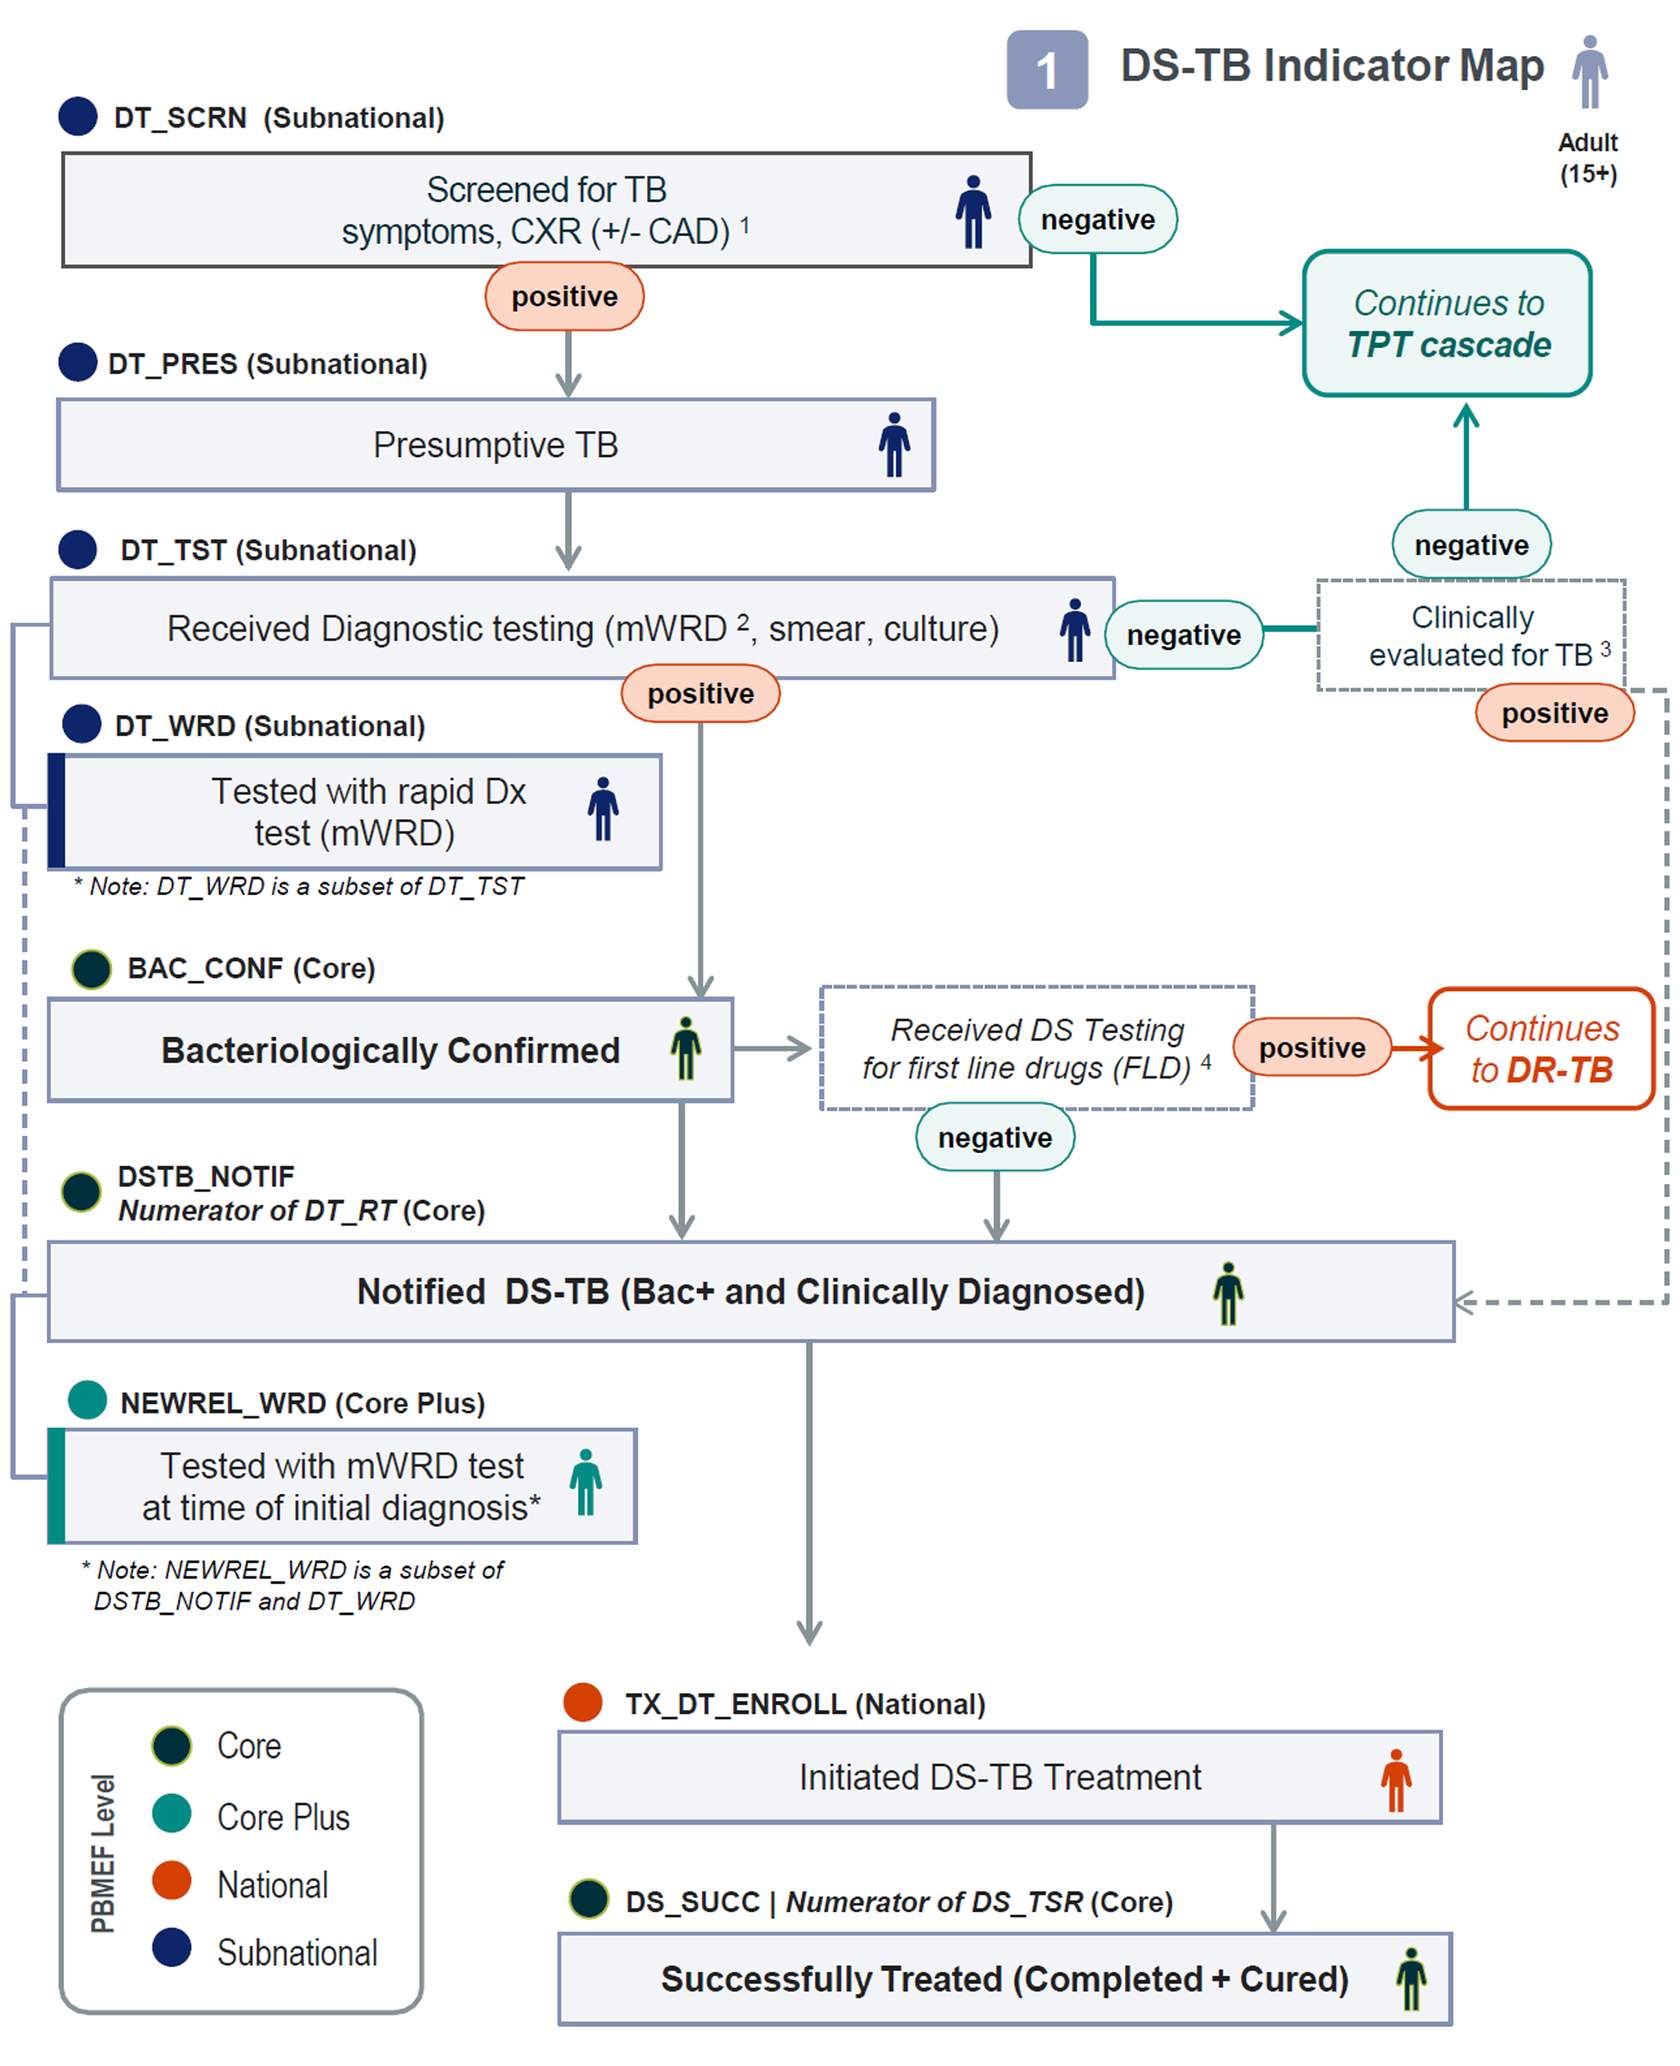 1
DS-TB Indicator Map
Adult
(15+)
DT_SCRN (Subnational)
Screened for TB
symptoms, CXR (+/- CAD) 1
negative
positive
Continues to
TPT cascade
DT_PRES (Subnational)
Presumptive TB
negative
DT_TST (Subnational)
Received Diagnostic testing (mWRD 2, smear, culture)
negative
Clinically
evaluated for TB 3
positive
positive
DT_WRD (Subnational)
Tested with rapid Dx
test (mWRD)
* Note: DT_WRD is a subset of DT_TST
BAC_CONF (Core)
Bacteriologically Confirmed
Received DS Testing
for first line drugs (FLD) 4
positive
Continues
to DR-TB
negative
DSTB_NOTIF
Numerator of DT_RT (Core)
Notified DS-TB (Bac+ and Clinically Diagnosed)
NEWREL_WRD (Core Plus)
Tested with mWRD test
at time of initial diagnosis*
* Note: NEWREL_WRD is a subset of
DSTB_NOTIF and DT_WRD
PBMEF Level
Core
Core Plus
National
Subnational
TX_DT_ENROLL (National)
Initiated DS-TB Treatment
DS_SUCC | Numerator of DS_TSR (Core)
Successfully Treated (Completed + Cured)